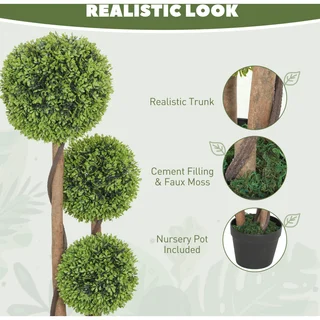 REALISTIC LOOK
Realistic Trunk
Cement Filling
& Faux Moss
Nursery Pot
Included